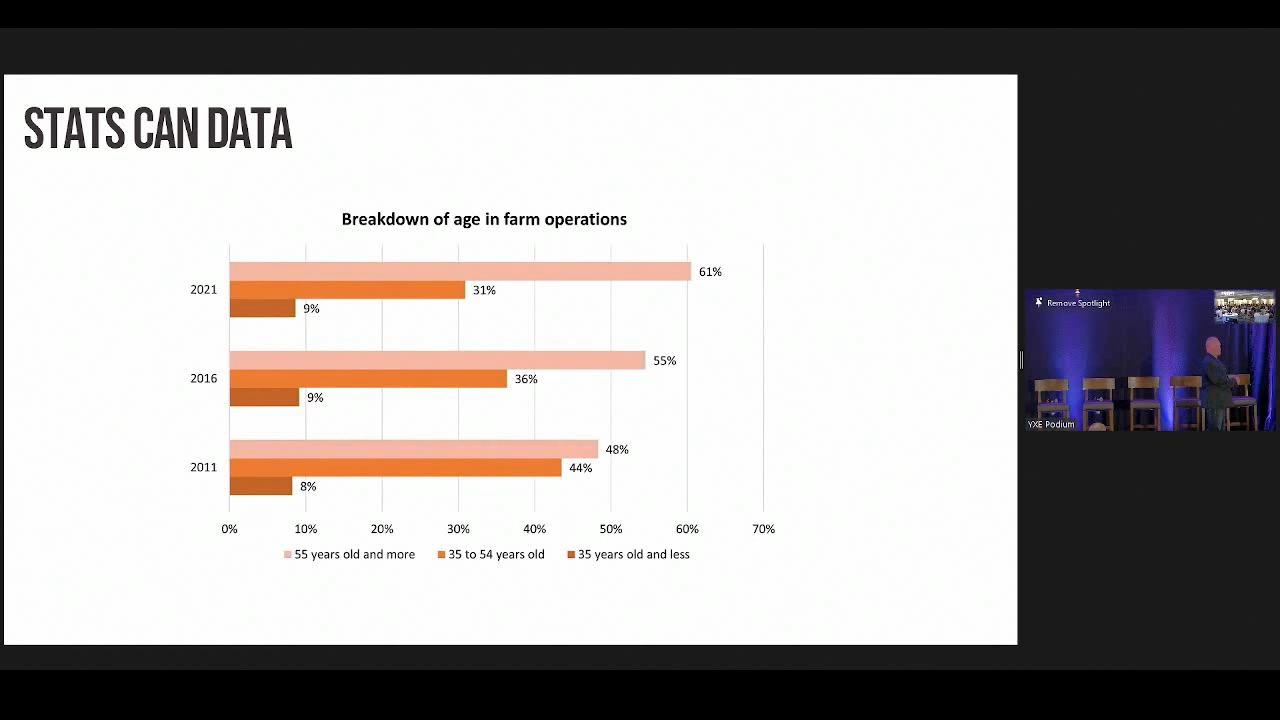 STATS CAN DATA
Breakdown of age in farm operations
2021
61%
31%
9%
2016
55%
36%
9%
2011
48%
44%
8%
0% 10% 20% 30% 40% 50% 60% 70%
55 years old and more 35 to 54 years old 35 years old and less
Remove Spotlight
YXE Podium